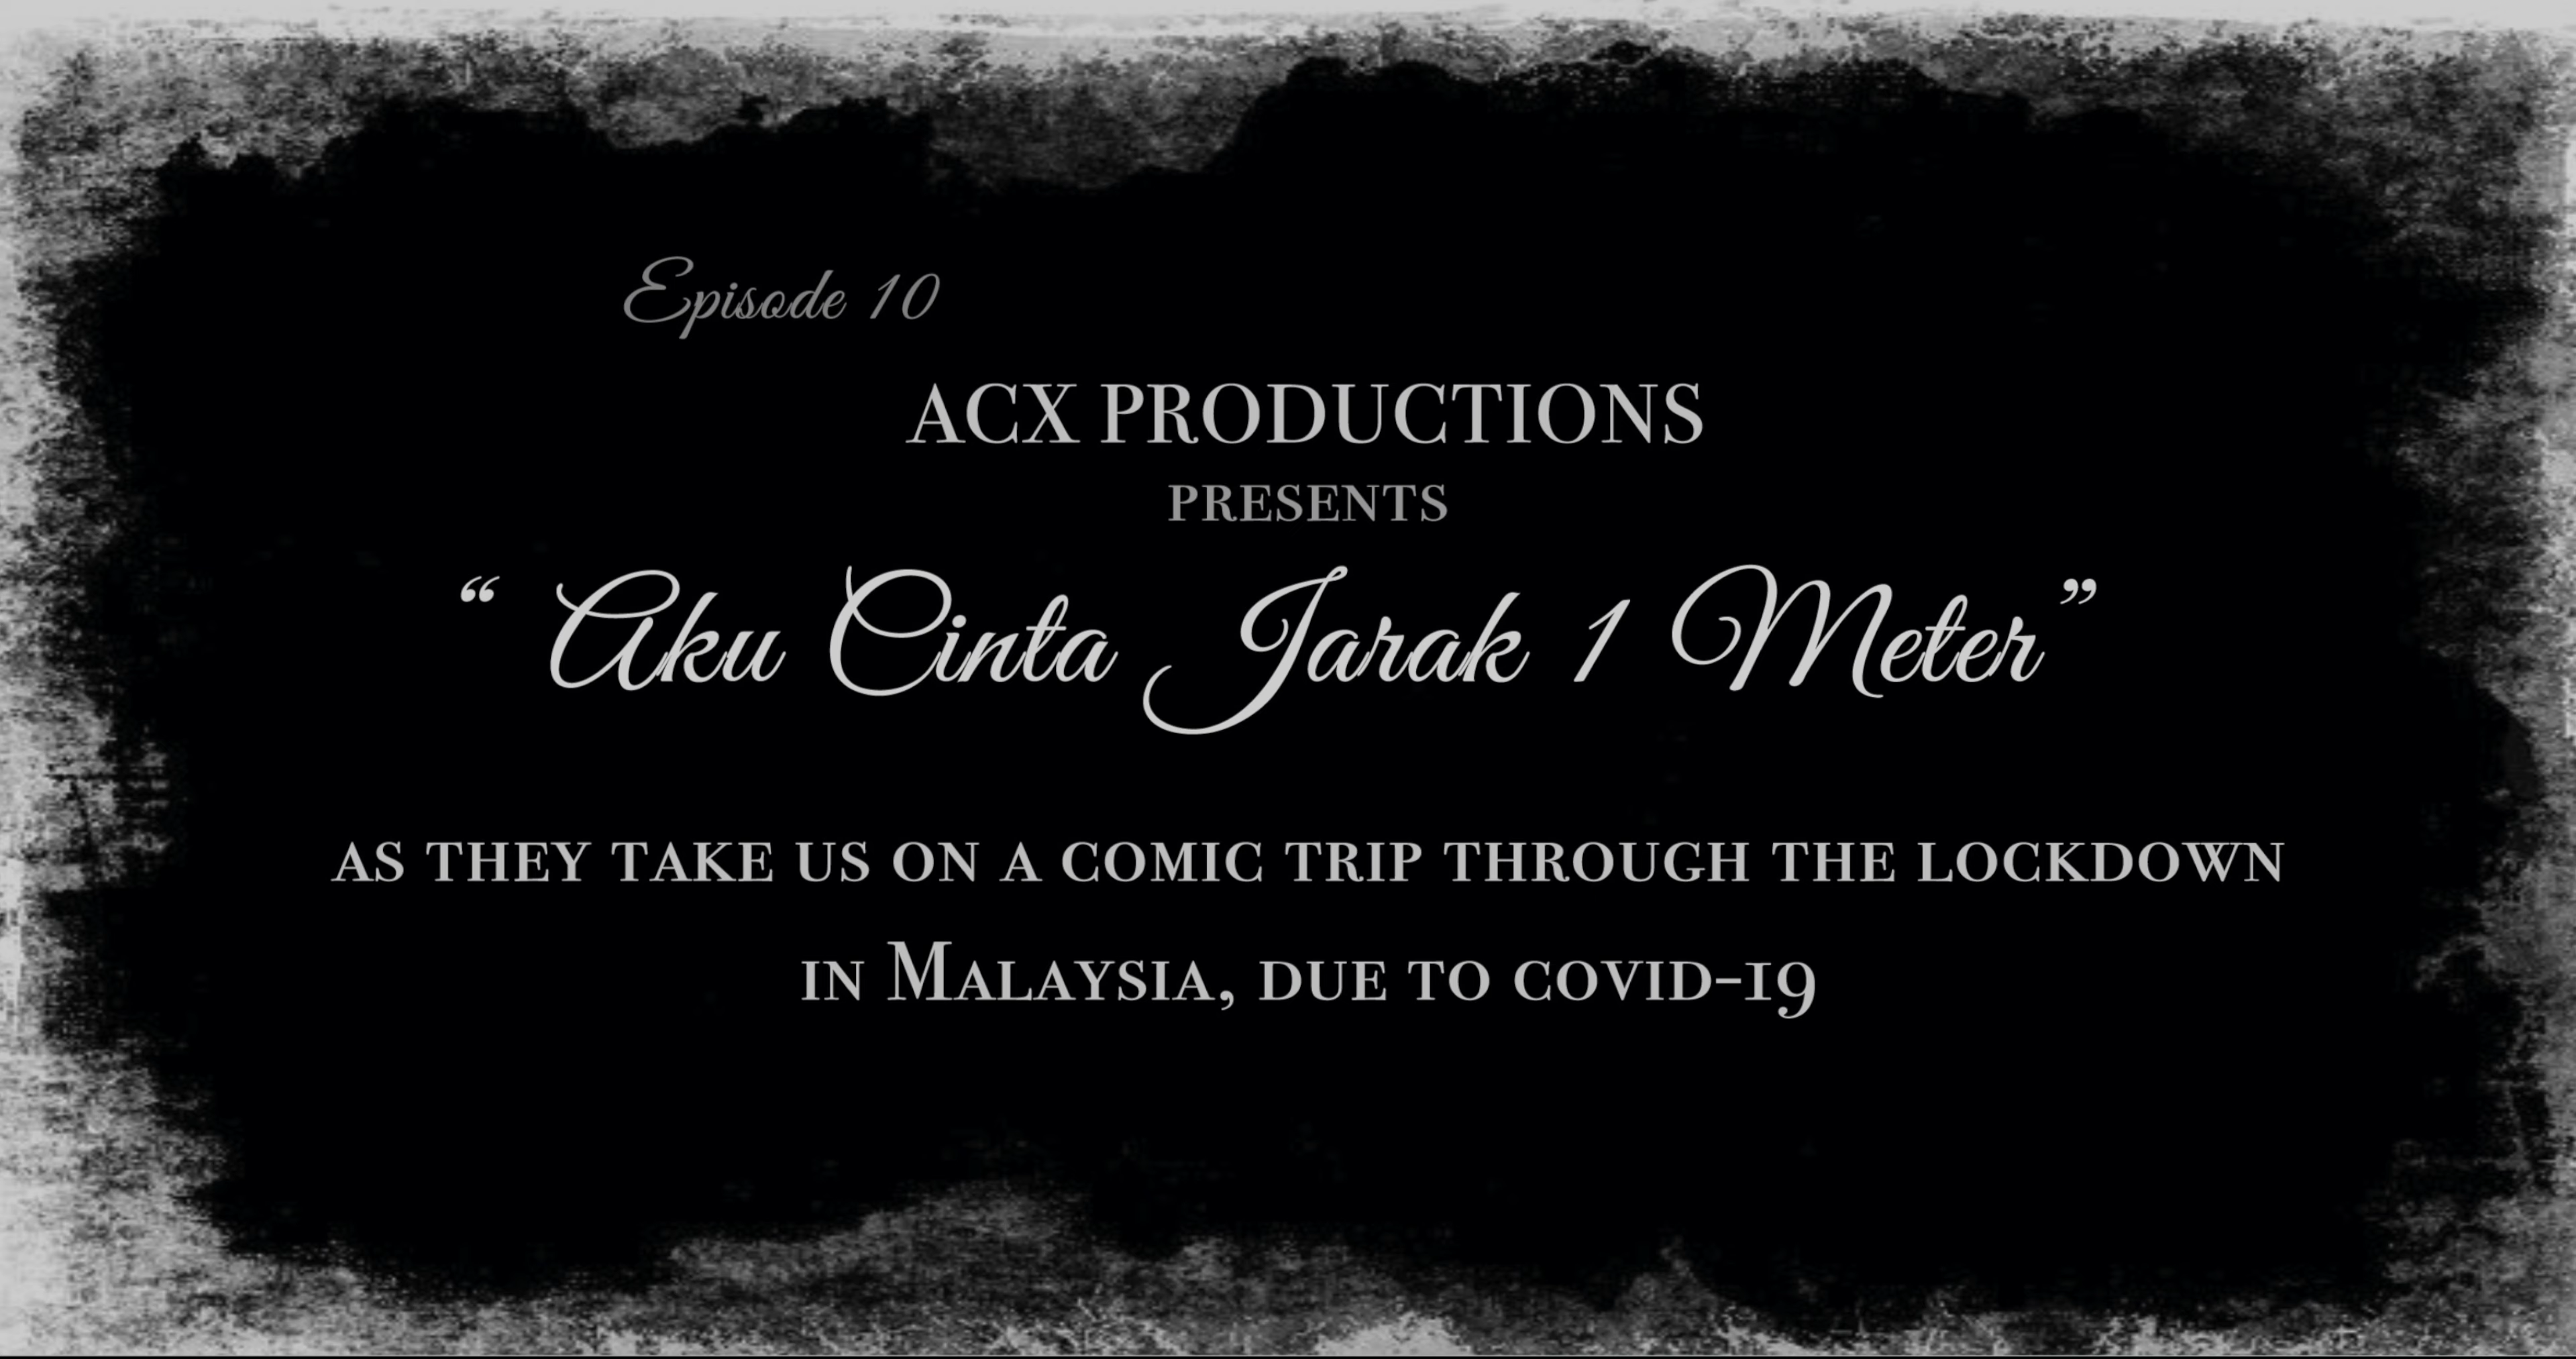 Episode 10
ACX PRODUCTIONS
PRESENTS
“ Aku Cinta Jarak 1 Meter”
AS THEY TAKE US ON A COMIC TRIP THROUGH THE LOCKDOWN
IN MALAYSIA, DUE TO COVID-19